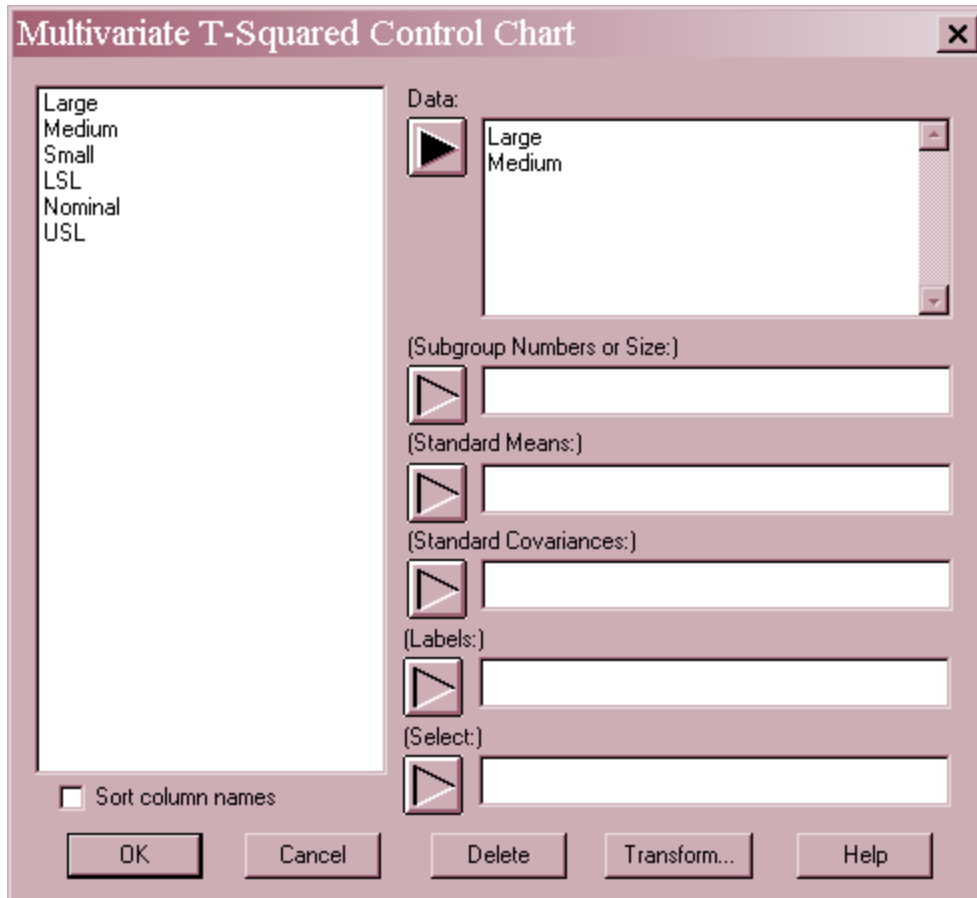 Multivariate T-Squared Control Chart
Large
Medium
Small
LSL
Nominal
USL
Sort column names
Data:
Large
Medium
(Subgroup Numbers or Size:)
(Standard Means:)
(Standard Covariances:)
(Labels:)
(Select:)
OK
Cancel
Delete
Transform...
Help